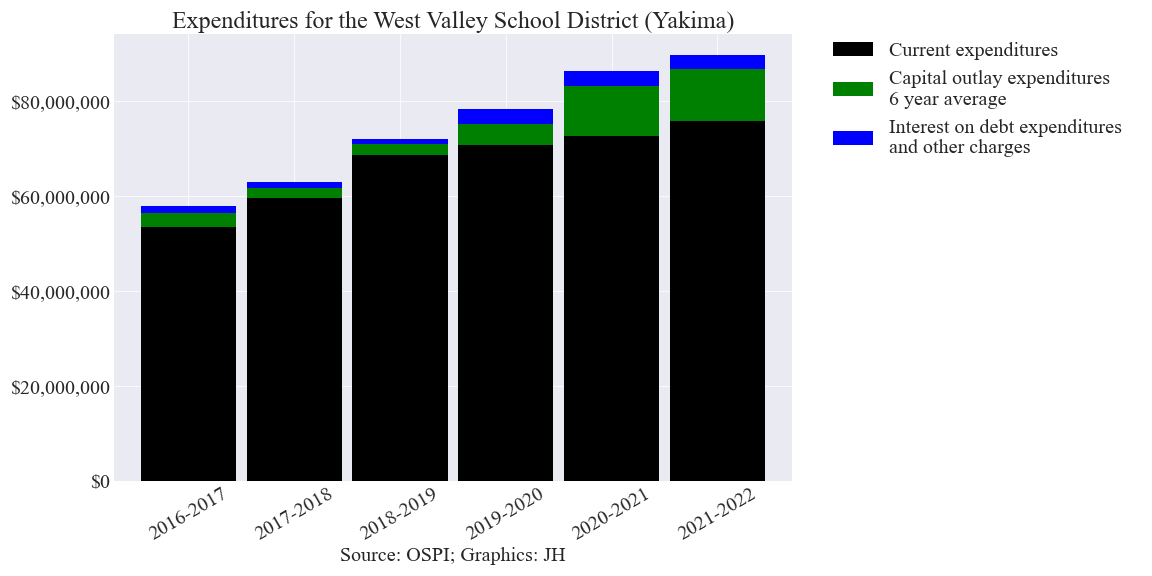 Expenditures for the West Valley School District (Yakima)
Current expenditures
Capital outlay expenditures
6 year average
Interest on debt expenditures
and other charges
$80,000,000
$60,000,000
$40,000,000
$20,000,000
$0
2016-2017
2017-2018
2018-2019
2019-2020
2020-2021
2021-2022
Source: OSPI; Graphics: JH